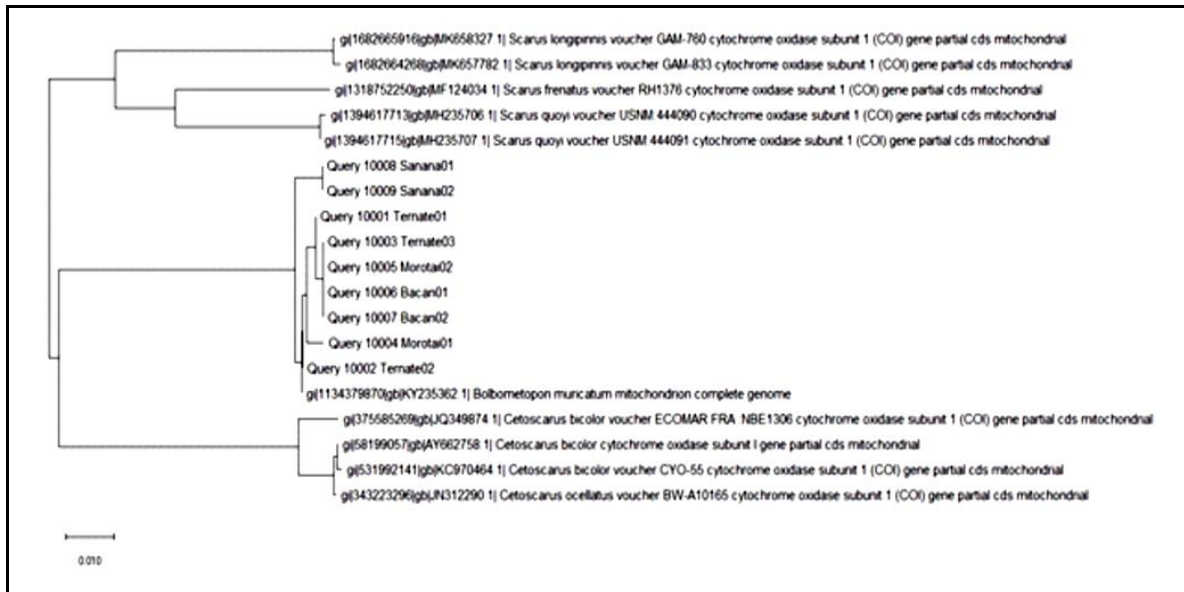 gi|1682665916|gb|MK658327 1| Scarus longipinnis voucher GAM-760 cytochrome oxidase subunit 1 (COI) gene partial cds mitochondrial
gi|1682664268|gb|MK657782 1| Scarus longipinnis voucher GAM-833 cytochrome oxidase subunit 1 (COI) gene partial cds mitochondrial
gi|1318752250|gb|MF124034 1| Scarus frenatus voucher RH1376 cytochrome oxidase subunit 1 (COI) gene partial cds mitochondrial
gi|1394617713|gb|MH235706 1| Scarus quoyi voucher USNM 444090 cytochrome oxidase subunit 1 (COI) gene partial cds mitochondrial
gi|1394617715|gb|MH235707 1| Scarus quoyi voucher USNM 444091 cytochrome oxidase subunit 1 (COI) gene partial cds mitochondrial
Query 10008 Sanana01
Query 10009 Sanana02
Query 10001 Ternate01
Query 10003 Ternate03
Query 10005 Morotai02
Query 10006 Bacan01
Query 10007 Bacan02
Query 10004 Morotai01
Query 10002 Ternate02
gi|1134379870|gb|KY235362 1| Bolbometopon muricatum mitochondrion complete genome
gi|375585269|gb|JQ349874 1| Cetoscarus bicolor voucher ECOMAR FRA NBE1306 cytochrome oxidase subunit 1 (COI) gene partial cds mitochondrial
gi|58199057|gb|AY662758 1| Cetoscarus bicolor cytochrome oxidase subunit I gene partial cds mitochondrial
gi|531992141|gb|KC970464 1| Cetoscarus bicolor voucher CYO-55 cytochrome oxidase subunit 1 (COI) gene partial cds mitochondrial
gi|343223296|gb|JN312290 1| Cetoscarus ocellatus voucher BW-A10165 cytochrome oxidase subunit 1 (COI) gene partial cds mitochondrial
0.010